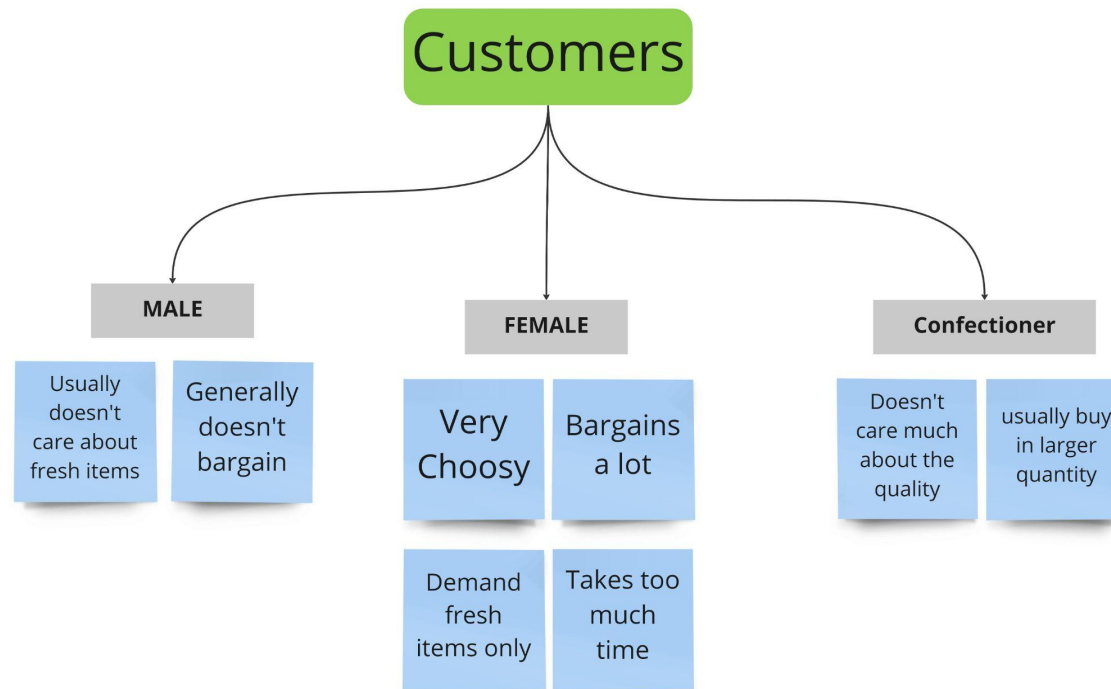 Customers
MALE
Usually
doesn't
care about
fresh items
Generally
doesn't
bargain
FEMALE
Very
Choosy
Bargains
a lot
Demand
fresh
items only
Takes too
much
time
Confectioner
Doesn't
care much
about the
quality
usually buy
in larger
quantity